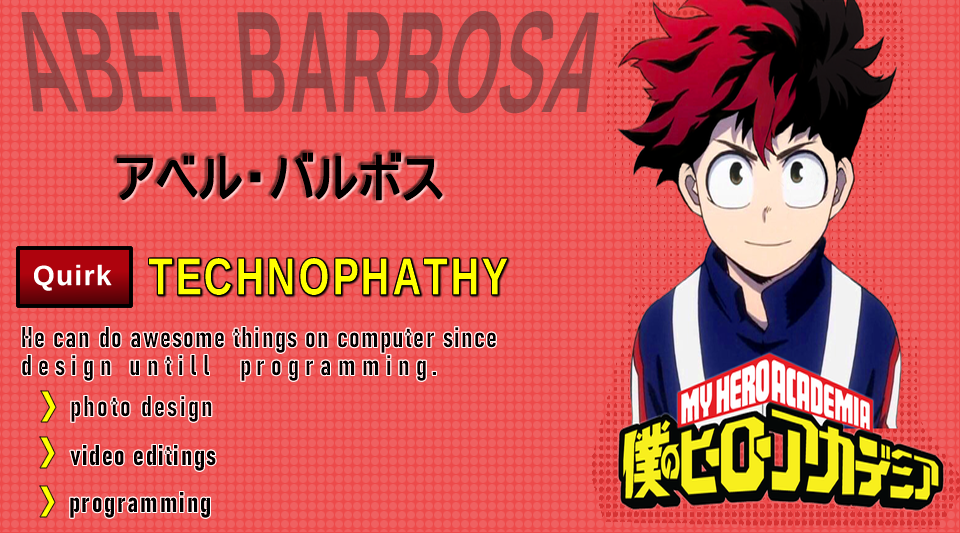 ABEL BARBOSA
アベル・バルボス
Quirk
TECHNOPHATHY
He can do awesome things on computer since
design untill programming.
photo design
video editings
programming
MY HERO ACADEMIA
僕のヒーローアカデミア